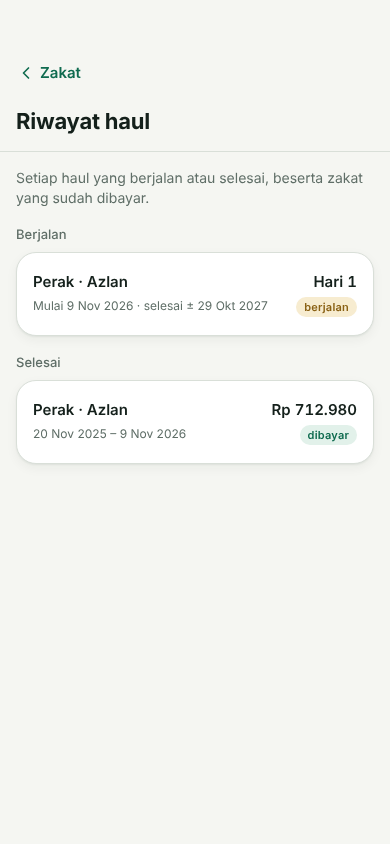 Zakat
Riwayat haul
Setiap haul yang berjalan atau selesai, beserta zakat
yang sudah dibayar.
Berjalan
Perak · Azlan
Hari 1
Mulai 9 Nov 2026 · selesai ± 29 Okt 2027
berjalan
Selesai
Perak · Azlan
Rp 712.980
20 Nov 2025 – 9 Nov 2026
dibayar